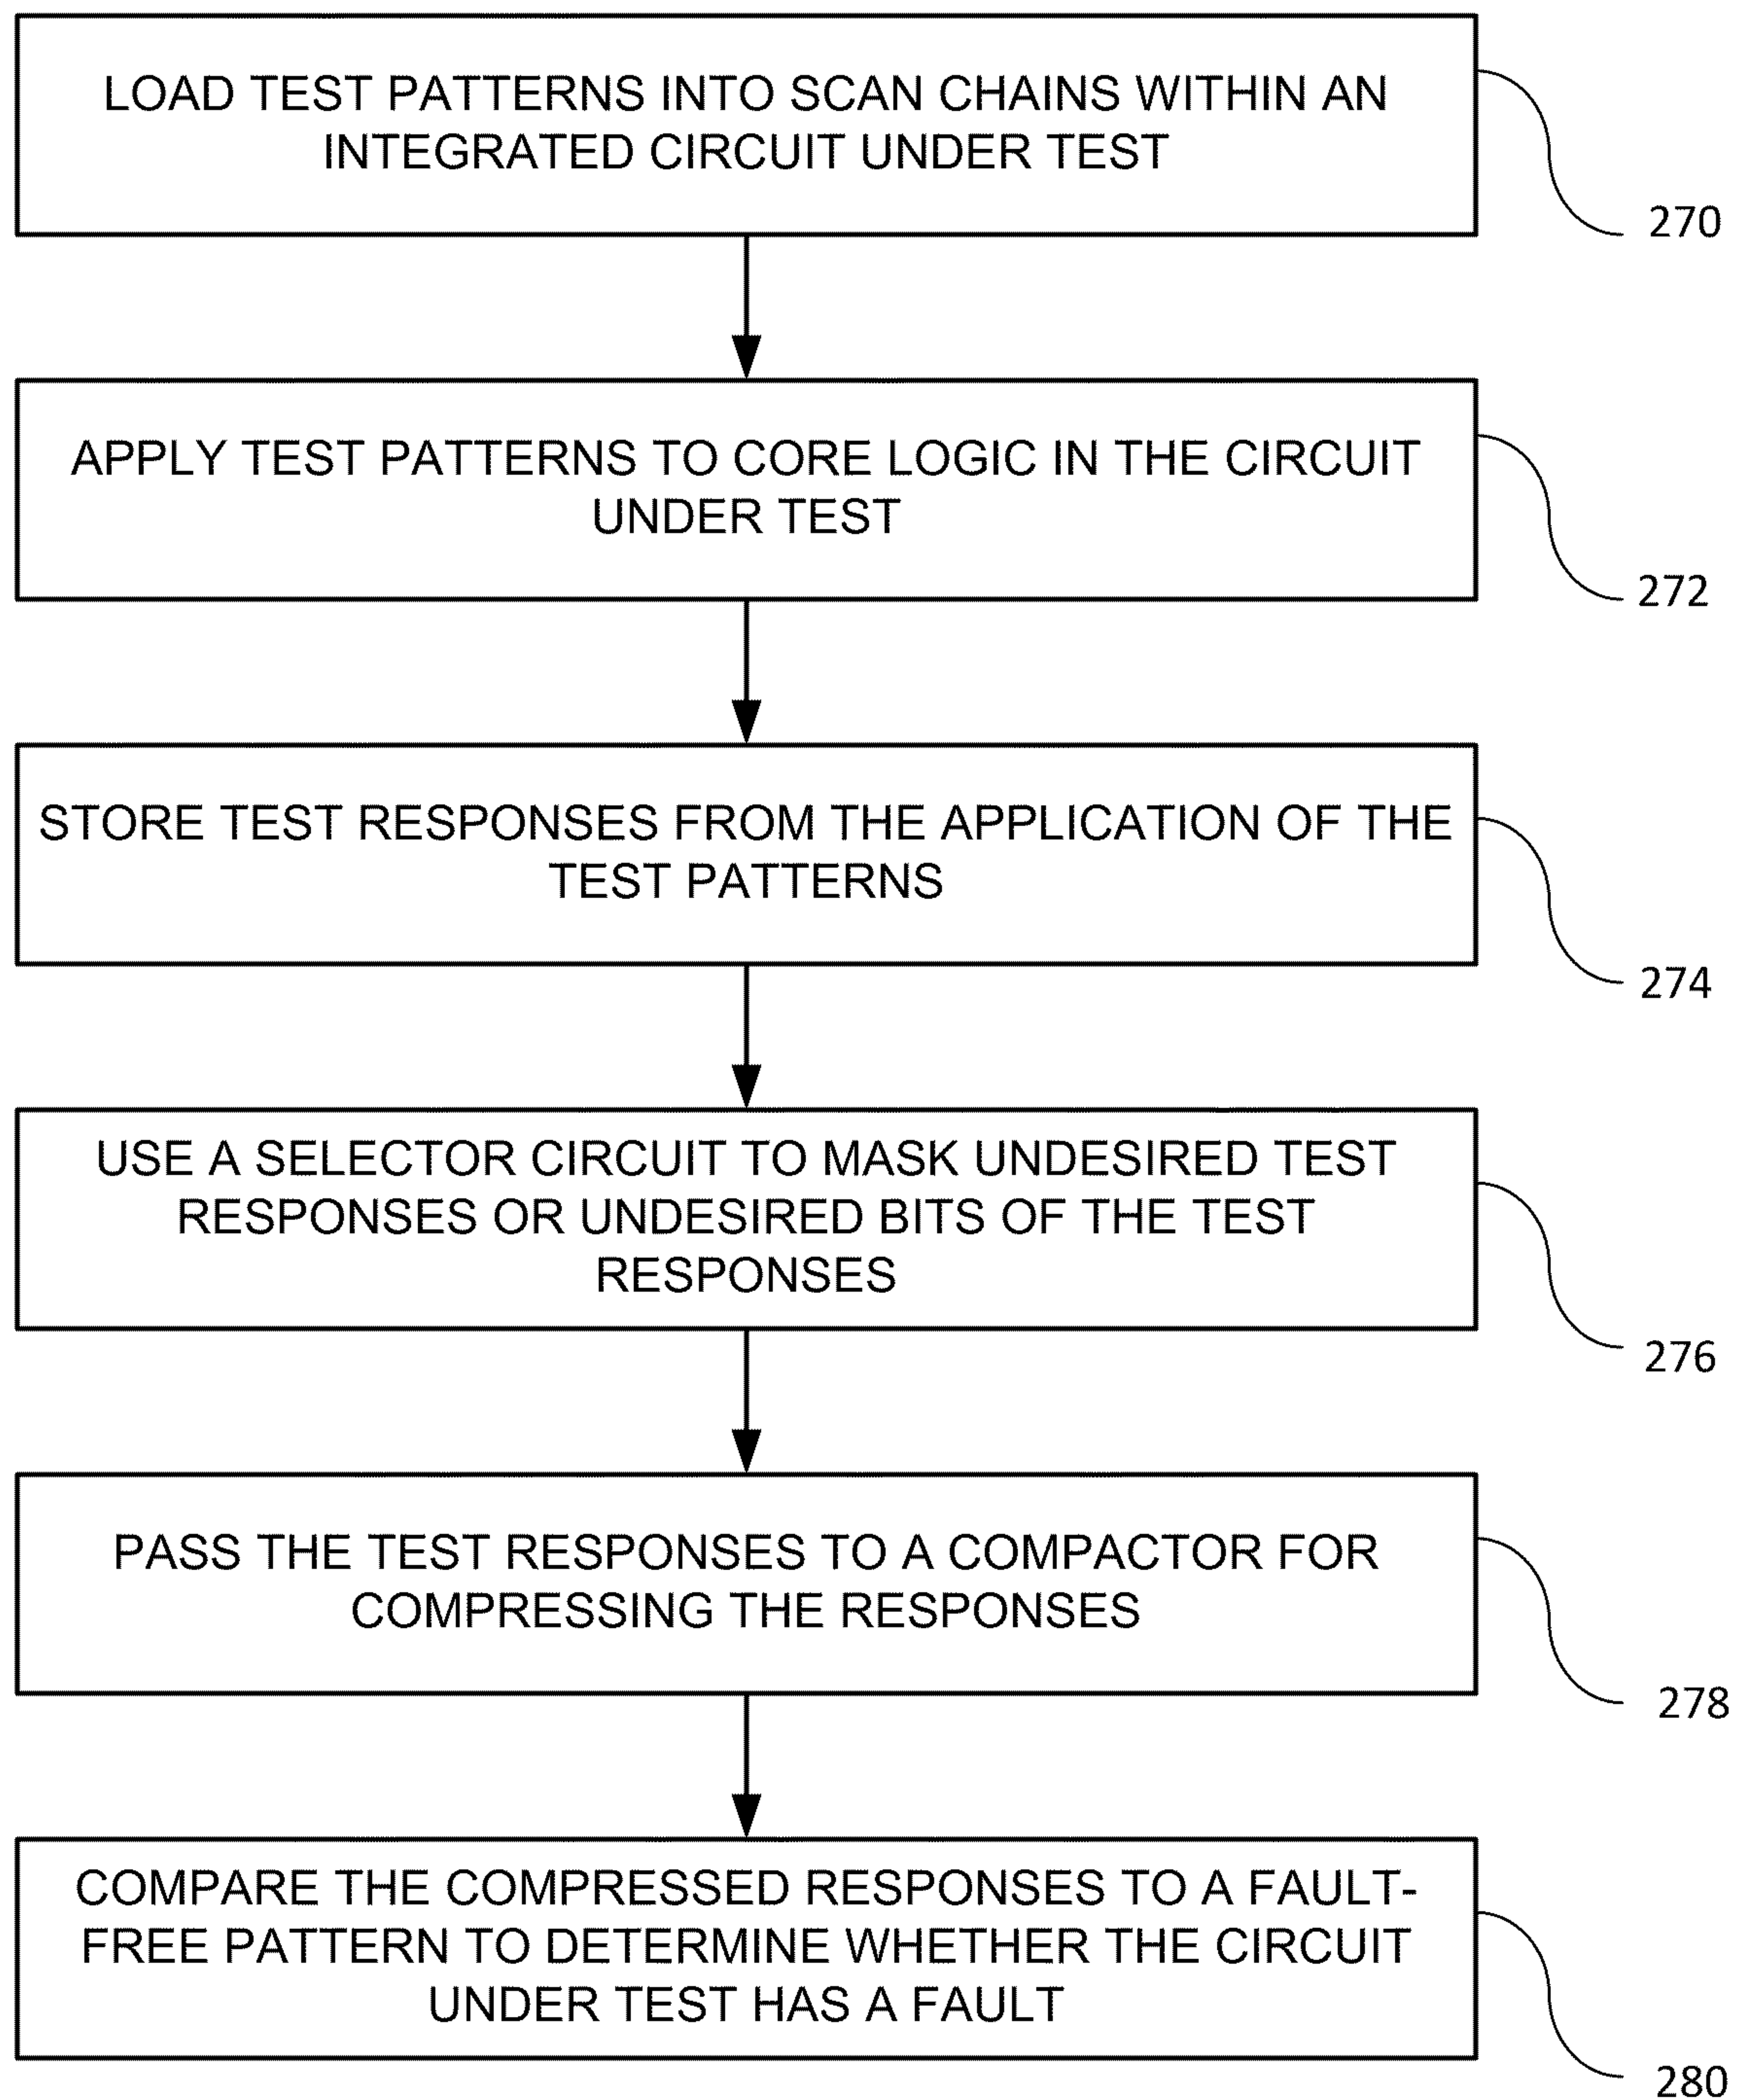 LOAD TEST PATTERNS INTO SCAN CHAINS WITHIN AN
INTEGRATED CIRCUIT UNDER TEST
270
APPLY TEST PATTERNS TO CORE LOGIC IN THE CIRCUIT
UNDER TEST
272
STORE TEST RESPONSES FROM THE APPLICATION OF THE
TEST PATTERNS
274
USE A SELECTOR CIRCUIT TO MASK UNDESIRED TEST
RESPONSES OR UNDESIRED BITS OF THE TEST
RESPONSES
276
PASS THE TEST RESPONSES TO A COMPACTOR FOR
COMPRESSING THE RESPONSES
278
COMPARE THE COMPRESSED RESPONSES TO A FAULT-
FREE PATTERN TO DETERMINE WHETHER THE CIRCUIT
UNDER TEST HAS A FAULT
280